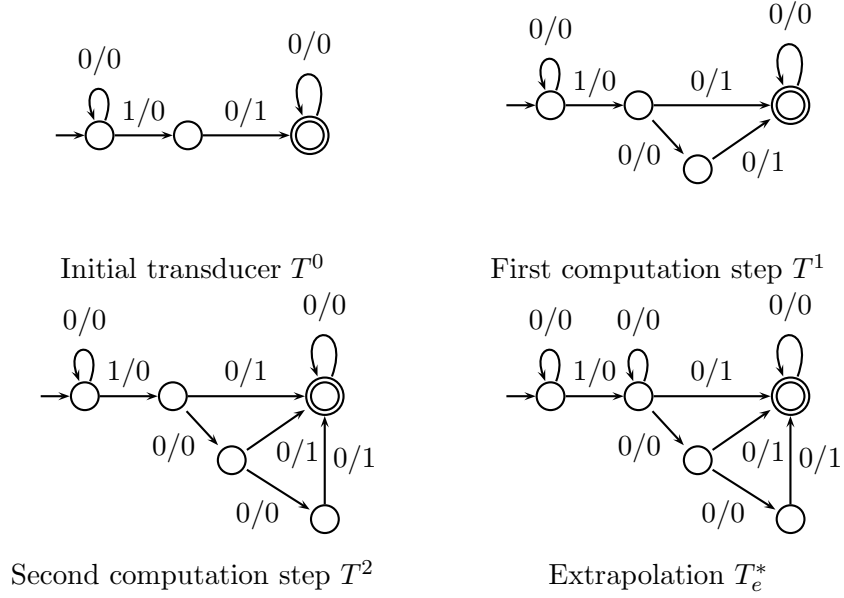 0/0 0/0
1/0 0/1
Initial transducer T^0
0/0 0/0
1/0 0/1
0/0 0/1
First computation step T^1
0/0 0/0
1/0 0/1
0/0 0/1 0/1
0/0
Second computation step T^2
0/0 0/0 0/0
1/0 0/1
0/0 0/1 0/1
0/0
Extrapolation T_e^*